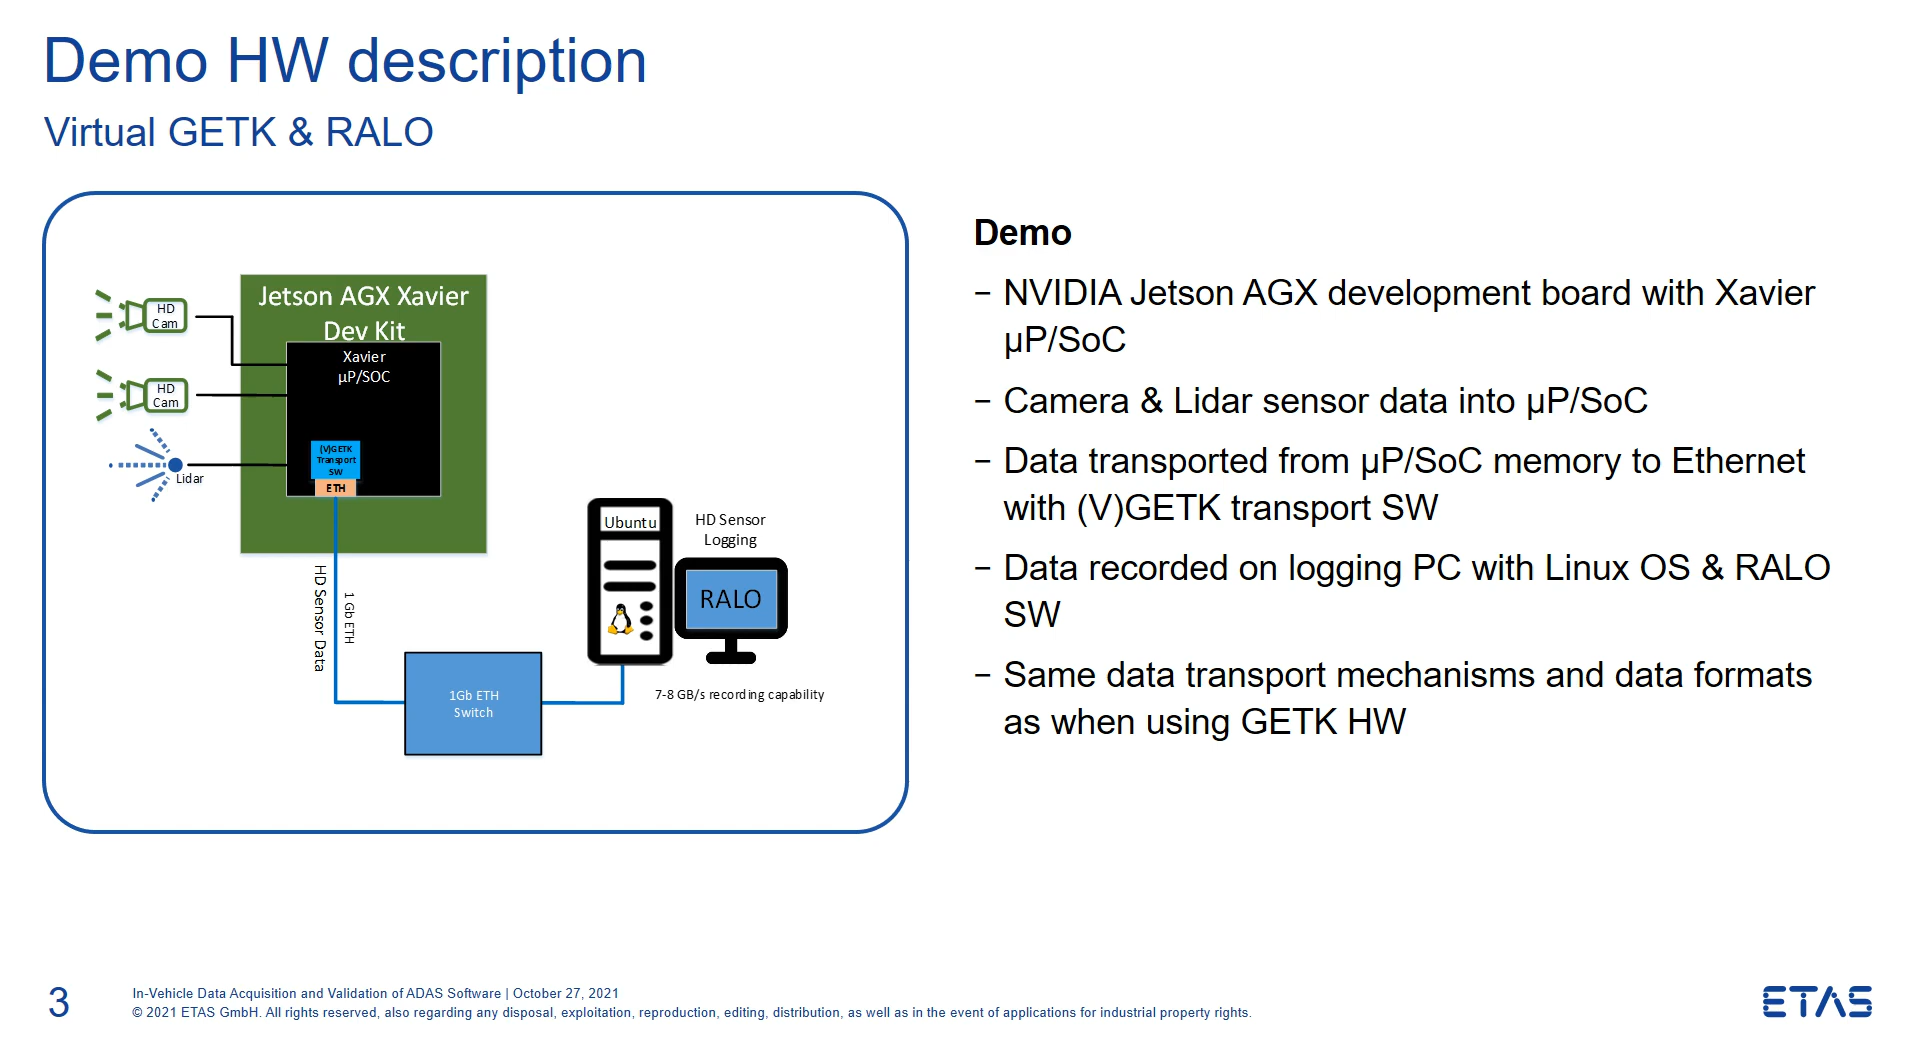 Demo HW description
Virtual GETK & RALO
Jetson AGX Xavier
Dev Kit
Xavier
µP/SOC
HD
Cam
HD
Cam
Lidar
(V)GETK
Transport
SW
ETH
HD Sensor Data
1 Gb ETH
1Gb ETH
Switch
Ubuntu
HD Sensor
Logging
RALO
7-8 GB/s recording capability
Demo
− NVIDIA Jetson AGX development board with Xavier
µP/SoC
− Camera & Lidar sensor data into µP/SoC
− Data transported from µP/SoC memory to Ethernet
with (V)GETK transport SW
− Data recorded on logging PC with Linux OS & RALO
SW
− Same data transport mechanisms and data formats
as when using GETK HW
3
In-Vehicle Data Acquisition and Validation of ADAS Software | October 27, 2021
© 2021 ETAS GmbH. All rights reserved, also regarding any disposal, exploitation, reproduction, editing, distribution, as well as in the event of applications for industrial property rights.
ETAS